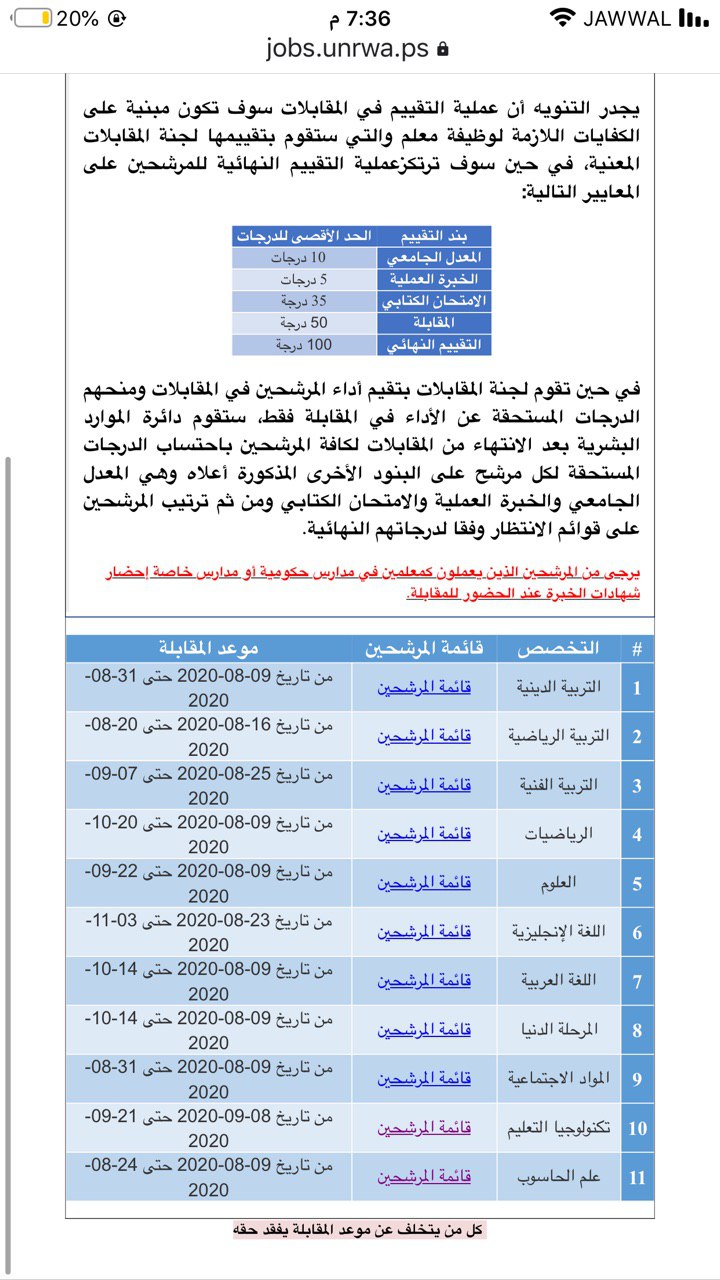 20% 7:36 م JAWWAL
jobs.unrwa.ps
يجدر التنويه أن عملية التقييم في المقابلات سوف تكون مبنية على
الكفايات اللازمة لوظيفة معلم والتي ستقوم بتقييمها لجنة المقابلات
المعنية، في حين سوف ترتكزعملية التقييم النهائية للمرشحين على
المعايير التالية:
بند التقييم الحد الأقصى للدرجات
المعدل الجامعي 10 درجات
الخبرة العملية 5 درجات
الامتحان الكتابي 35 درجة
المقابلة 50 درجة
التقييم النهائي 100 درجة
في حين تقوم لجنة المقابلات بتقيم أداء المرشحين في المقابلات ومنحهم
الدرجات المستحقة عن الأداء في المقابلة فقط، ستقوم دائرة الموارد
البشرية بعد الانتهاء من المقابلات لكافة المرشحين باحتساب الدرجات
المستحقة لكل مرشح على البنود الأخرى المذكورة أعلاه وهي المعدل
الجامعي والخبرة العملية والامتحان الكتابي ومن ثم ترتيب المرشحين
على قوائم الانتظار وفقا لدرجاتهم النهائية.
يرجى من المرشحين الذين يعملون كمعلمين في مدارس حكومية أو مدارس خاصة إحضار
شهادات الخبرة عند الحضور للمقابلة.
# التخصص قائمة المرشحين موعد المقابلة
1 التربية الدينية قائمة المرشحين من تاريخ 09-08-2020 حتى 31-08-
2020
2 التربية الرياضية قائمة المرشحين من تاريخ 16-08-2020 حتى 20-08-
2020
3 التربية الفنية قائمة المرشحين من تاريخ 25-08-2020 حتى 07-09-
2020
4 الرياضيات قائمة المرشحين من تاريخ 09-08-2020 حتى 20-10-
2020
5 العلوم قائمة المرشحين من تاريخ 09-08-2020 حتى 22-09-
2020
6 اللغة الإنجليزية قائمة المرشحين من تاريخ 23-08-2020 حتى 03-11-
2020
7 اللغة العربية قائمة المرشحين من تاريخ 09-08-2020 حتى 14-10-
2020
8 المرحلة الدنيا قائمة المرشحين من تاريخ 09-08-2020 حتى 14-10-
2020
9 المواد الاجتماعية قائمة المرشحين من تاريخ 09-08-2020 حتى 31-08-
2020
10 تكنولوجيا التعليم قائمة المرشحين من تاريخ 08-09-2020 حتى 21-09-
2020
11 علم الحاسوب قائمة المرشحين من تاريخ 09-08-2020 حتى 24-08-
2020
كل من يتخلف عن موعد المقابلة يفقد حقه